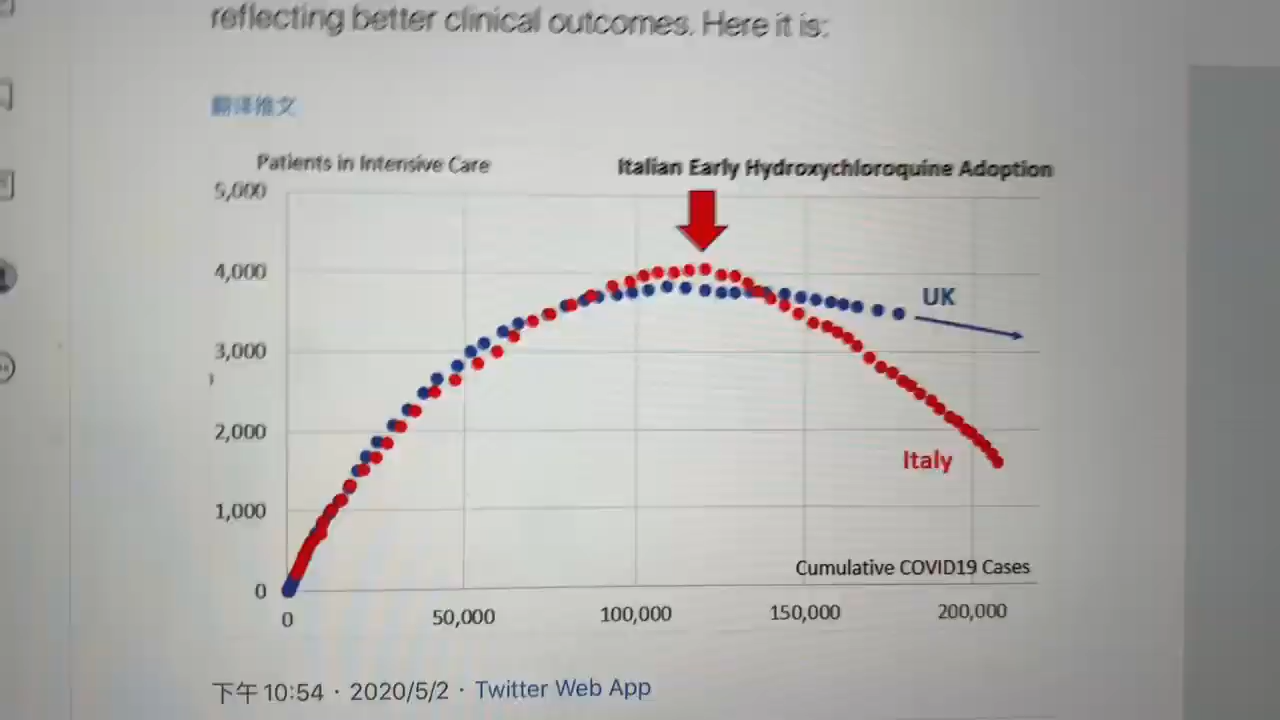 reflecting better clinical outcomes. Here it is:
翻译推文
Patients in Intensive Care
Italian Early Hydroxychloroquine Adoption
5,000
4,000
UK
3,000
2,000
Italy
1,000
Cumulative COVID19 Cases
0
0
50,000
100,000
150,000
200,000
下午 10:54 · 2020/5/2 · Twitter Web App